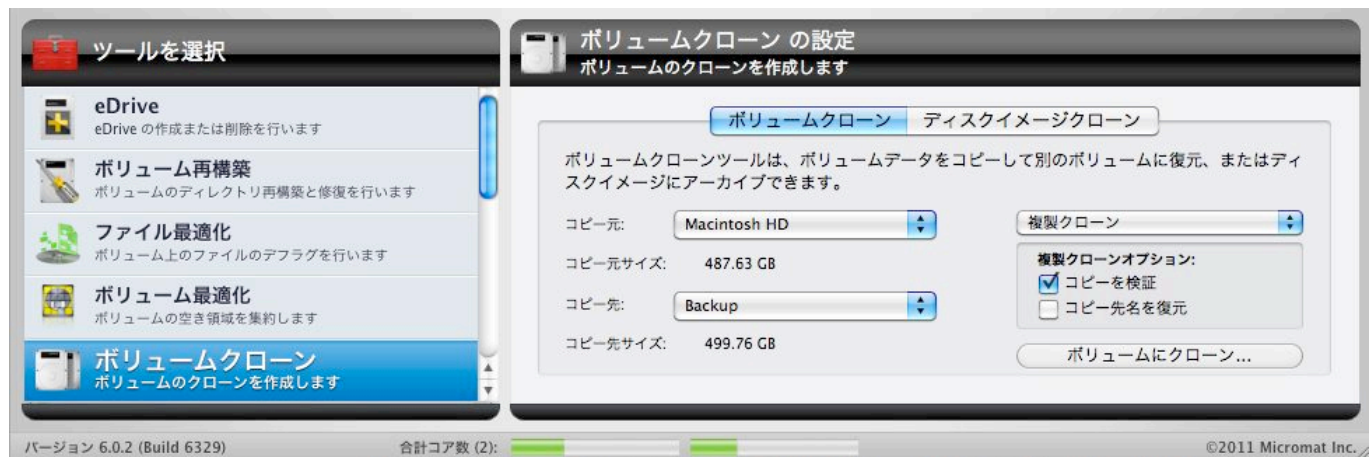 ツールを選択
eDrive
eDrive の作成または削除を行います
ボリューム再構築
ボリュームのディレクトリ再構築と修復を行います
ファイル最適化
ボリューム上のファイルのデフラグを行います
ボリューム最適化
ボリュームの空き領域を集約します
ボリュームクローン
ボリュームのクローンを作成します
ボリュームクローン の設定
ボリュームのクローンを作成します
ボリュームクローン ディスクイメージクローン
ボリュームクローンツールは、ボリュームデータをコピーして別のボリュームに復元、またはディ
スクイメージにアーカイブできます。
コピー元: Macintosh HD
コピー元サイズ: 487.63 GB
コピー先: Backup
コピー先サイズ: 499.76 GB
複製クローン
複製クローンオプション:
コピーを検証
コピー先名を復元
ボリュームにクローン...
バージョン 6.0.2 (Build 6329) 合計コア数 (2): ©2011 Micromat Inc.